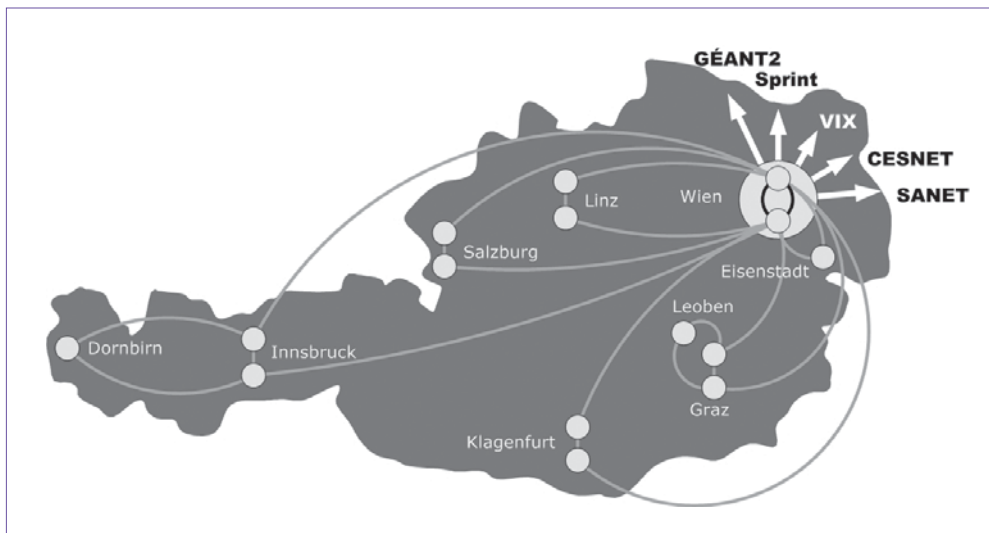 GÉANT2
Sprint
VIX
CESNET
SANET
Linz
Wien
Salzburg
Eisenstadt
Leoben
Dornbirn
Innsbruck
Graz
Klagenfurt